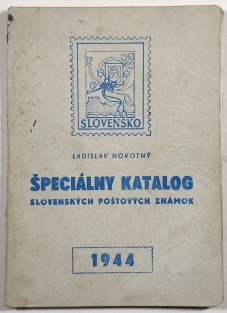 SLOVENSKO
LADISLAV NOVOTNÝ
ŠPECIÁLNY KATALOG
SLOVENSKÝCH POŠTOVÝCH ZNÁMOK
1944